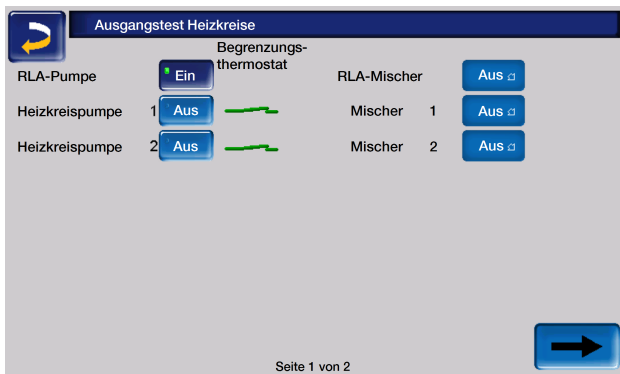 Ausgangstest Heizkreise
Begrenzungs-
thermostat
RLA-Pumpe Ein RLA-Mischer Aus
Heizkreispumpe 1 Aus Mischer 1 Aus
Heizkreispumpe 2 Aus Mischer 2 Aus
Seite 1 von 2